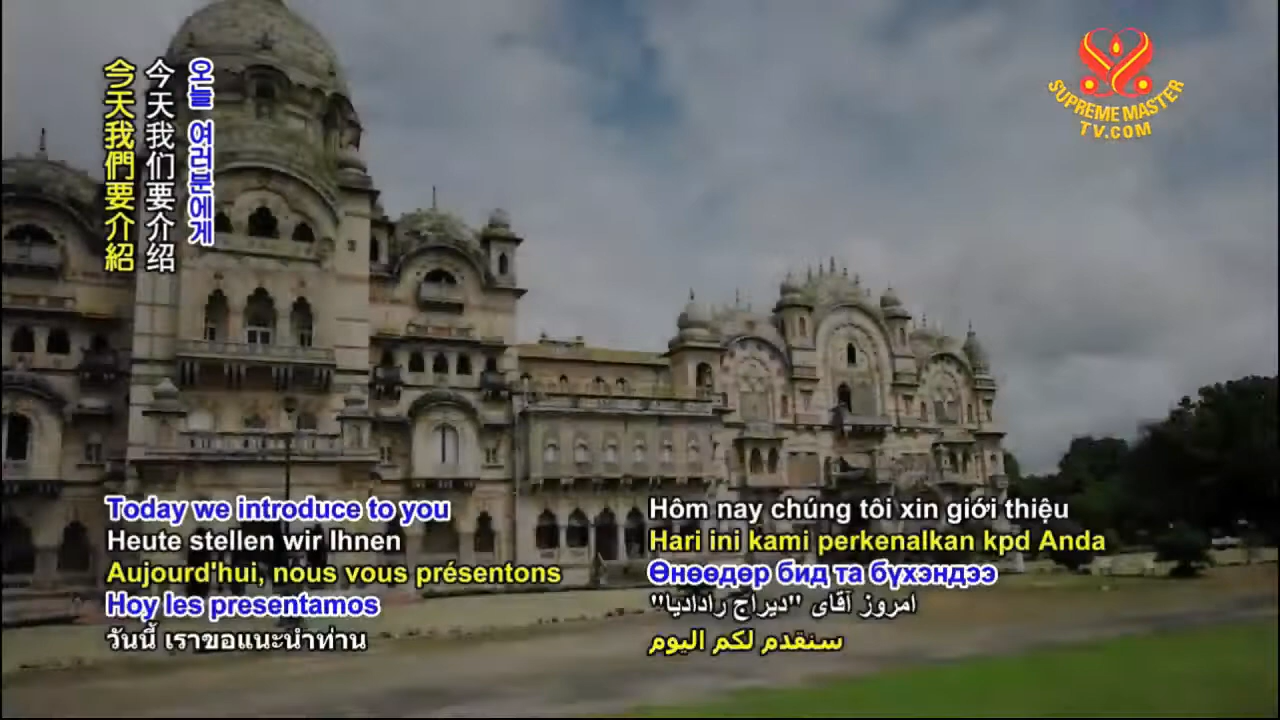 今天我們要介紹
今天我们要介绍
오늘 여러분에게
SUPREME MASTER
TV.COM
Today we introduce to you
Heute stellen wir Ihnen
Aujourd'hui, nous vous présentons
Hoy les presentamos
วันนี้ เราขอแนะนำท่าน
Hôm nay chúng tôi xin giới thiệu
Hari ini kami perkenalkan kpd Anda
Өнөөдөр бид та бүхэндээ
امروز آقای "دیراج رادادیا"
سنقدم لكم اليوم